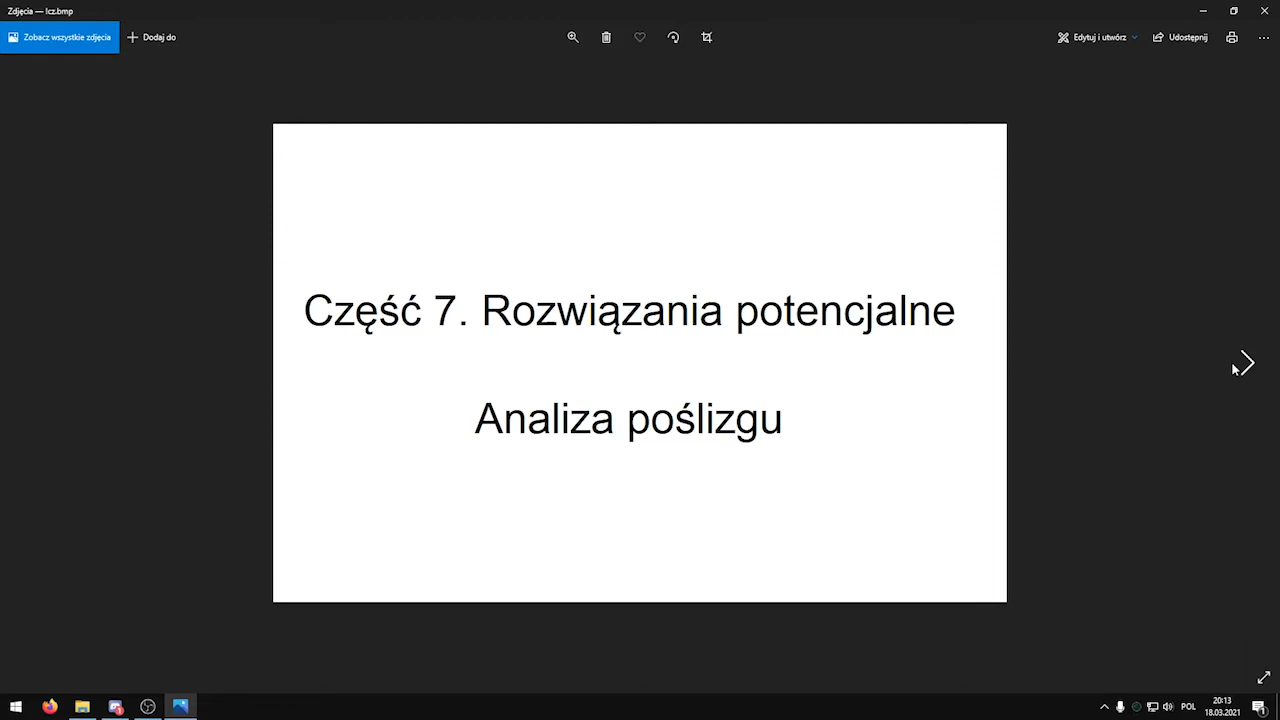 Zdjęcia — !cz.bmp
Zobacz wszystkie zdjęcia
Dodaj do
Edytuj i utwórz
Udostępnij
Część 7. Rozwiązania potencjalne
Analiza poślizgu
POL
20:13
18.03.2021